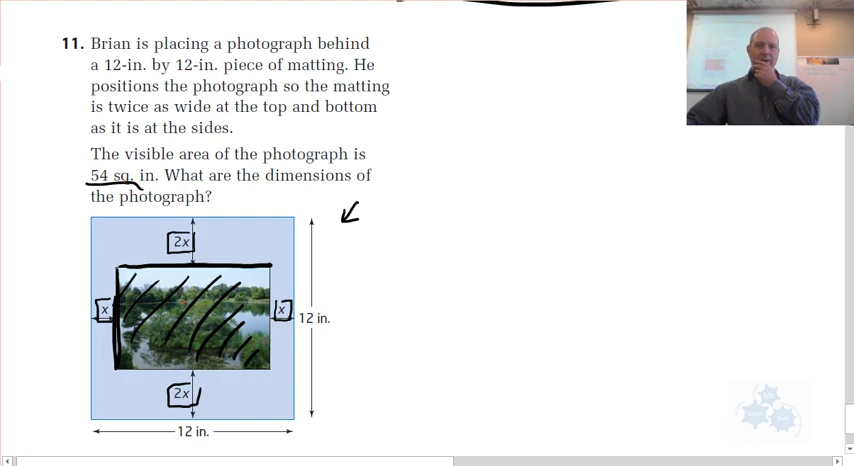 11. Brian is placing a photograph behind
a 12-in. by 12-in. piece of matting. He
positions the photograph so the matting
is twice as wide at the top and bottom
as it is at the sides.
The visible area of the photograph is
54 sq. in. What are the dimensions of
the photograph?
2x
x
x
12 in.
2x
12 in.